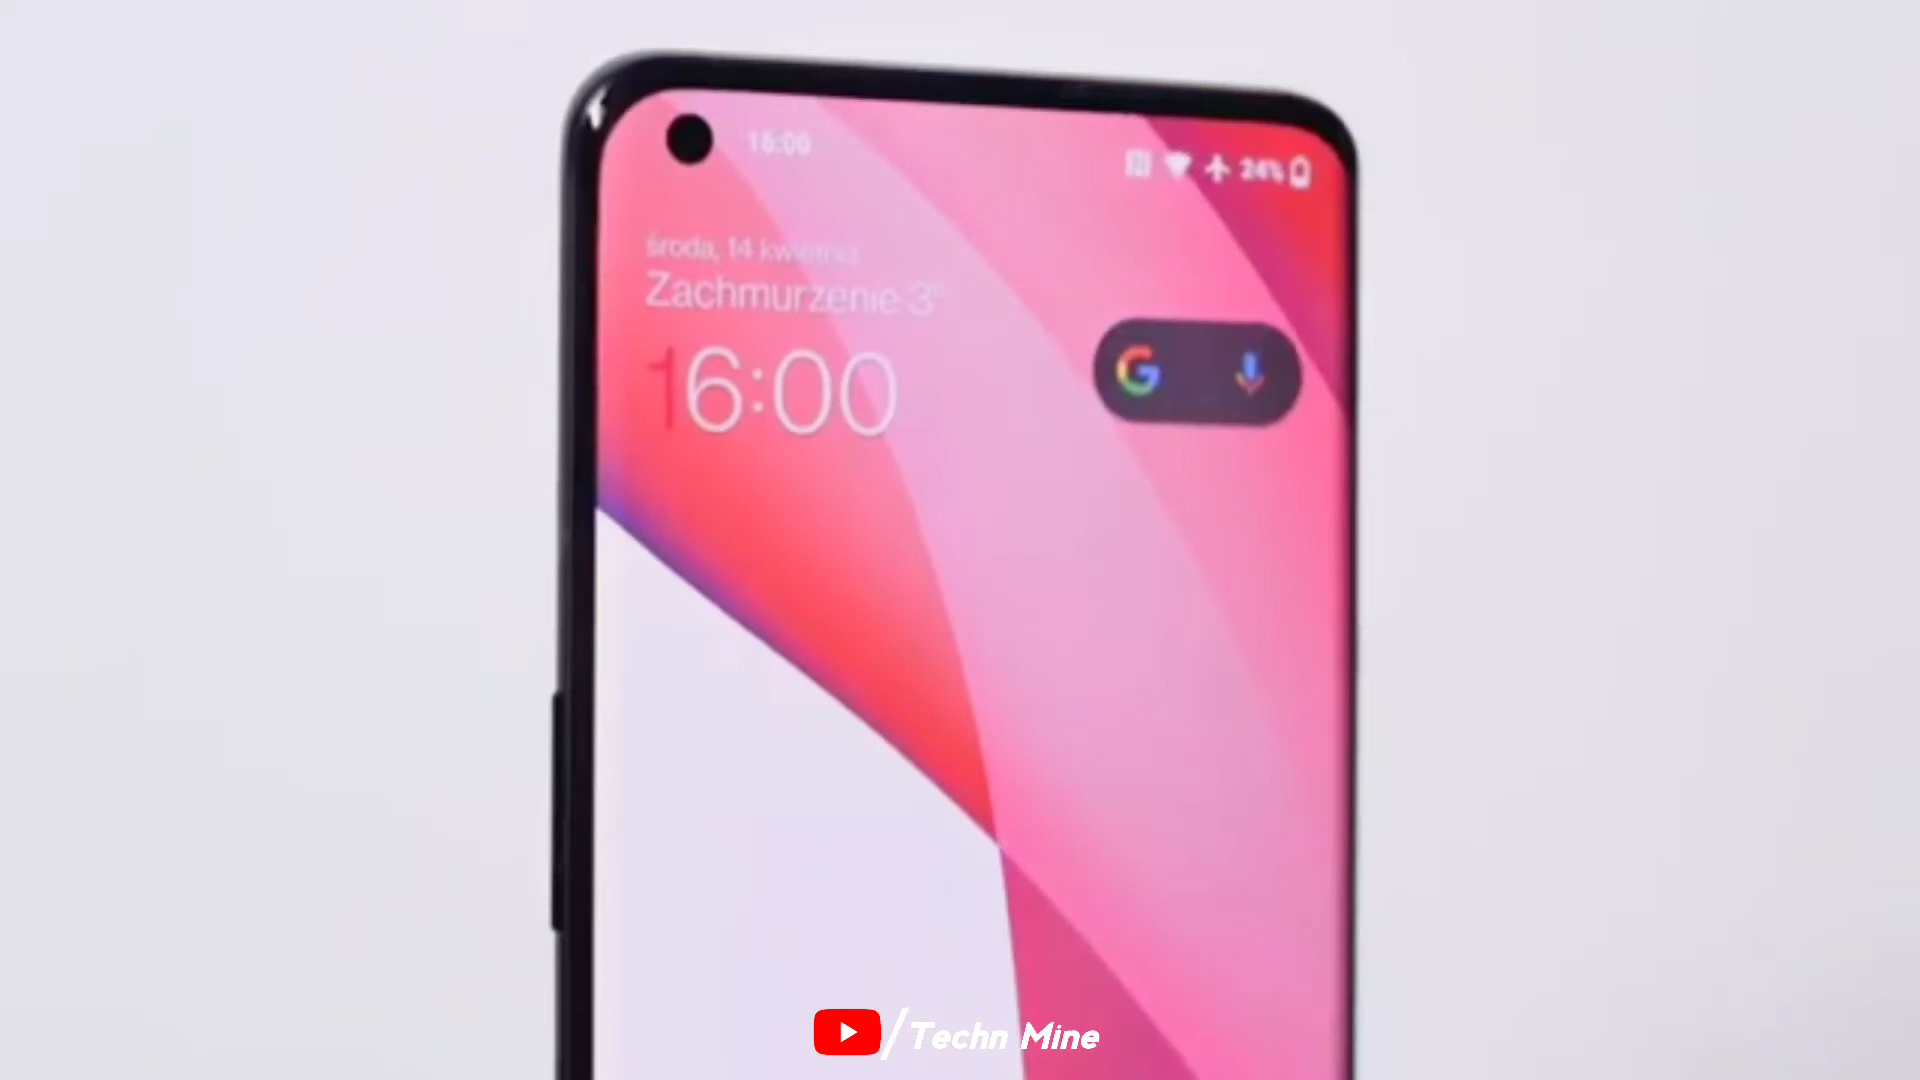 16:00
24%
środa, 14 kwietnia
Zachmurzenie 3°
16:00
G
/Techn Mine